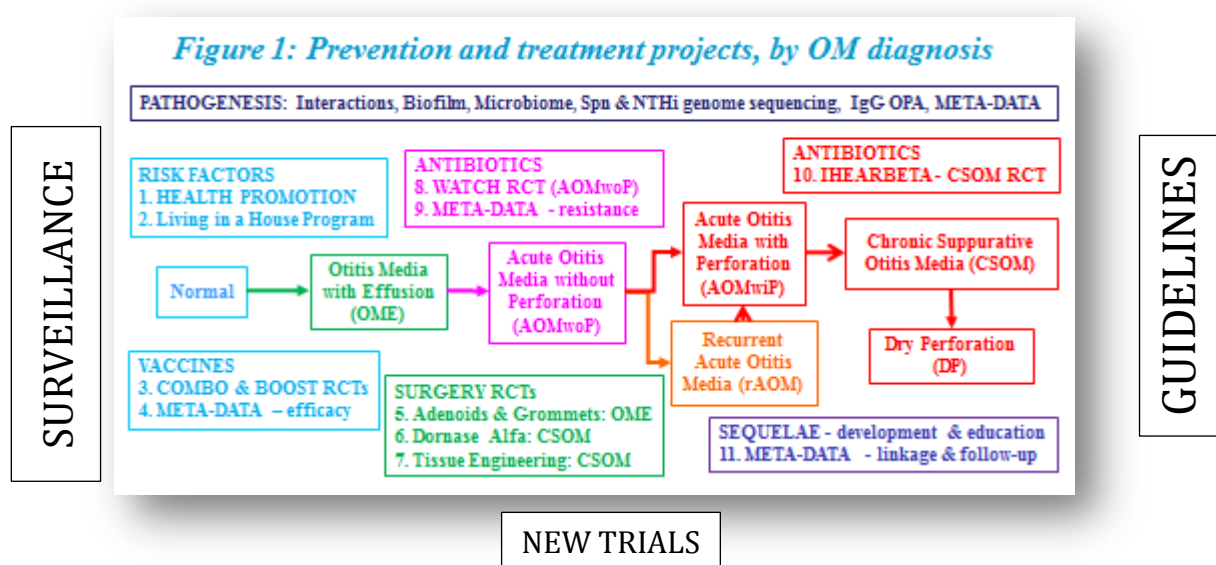 Figure 1: Prevention and treatment projects, by OM diagnosis
PATHOGENESIS: Interactions, Biofilm, Microbiome, Spn & NTHi genome sequencing, IgG OPA, META-DATA
SURVEILLANCE
RISK FACTORS
1. HEALTH PROMOTION
2. Living in a House Program
ANTIBIOTICS
8. WATCH RCT (AOMwoP)
9. META-DATA - resistance
ANTIBIOTICS
10. IHEARBETA - CSOM RCT
Normal
Otitis Media
with Effusion
(OME)
Acute Otitis
Media without
Perforation
(AOMwoP)
Acute Otitis
Media with
Perforation
(AOMwiP)
Chronic Suppurative
Otitis Media (CSOM)
Recurrent
Acute Otitis
Media (rAOM)
Dry Perforation
(DP)
VACCINES
3. COMBO & BOOST RCTs
4. META-DATA – efficacy
SURGERY RCTs
5. Adenoids & Grommets: OME
6. Dornase Alfa: CSOM
7. Tissue Engineering: CSOM
SEQUELAE - development & education
11. META-DATA - linkage & follow-up
GUIDELINES
NEW TRIALS